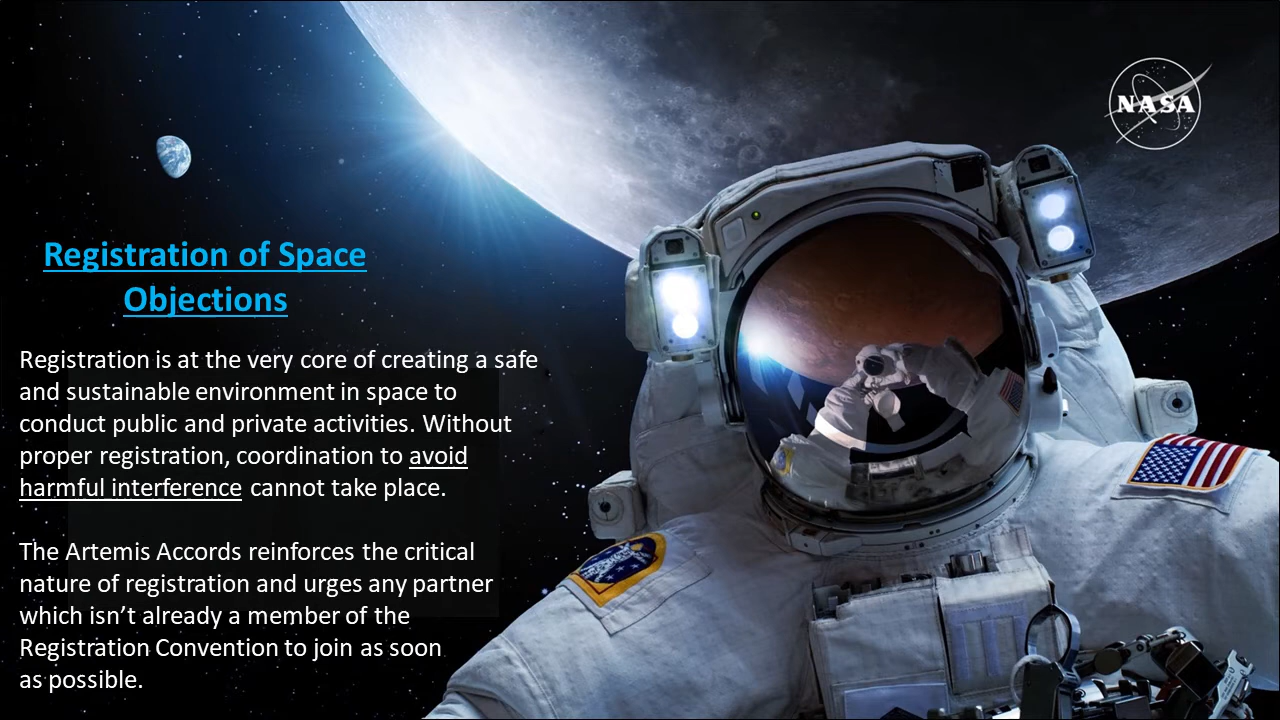 NASA
Registration of Space
Objections
Registration is at the very core of creating a safe
and sustainable environment in space to
conduct public and private activities. Without
proper registration, coordination to avoid
harmful interference cannot take place.
The Artemis Accords reinforces the critical
nature of registration and urges any partner
which isn’t already a member of the
Registration Convention to join as soon
as possible.